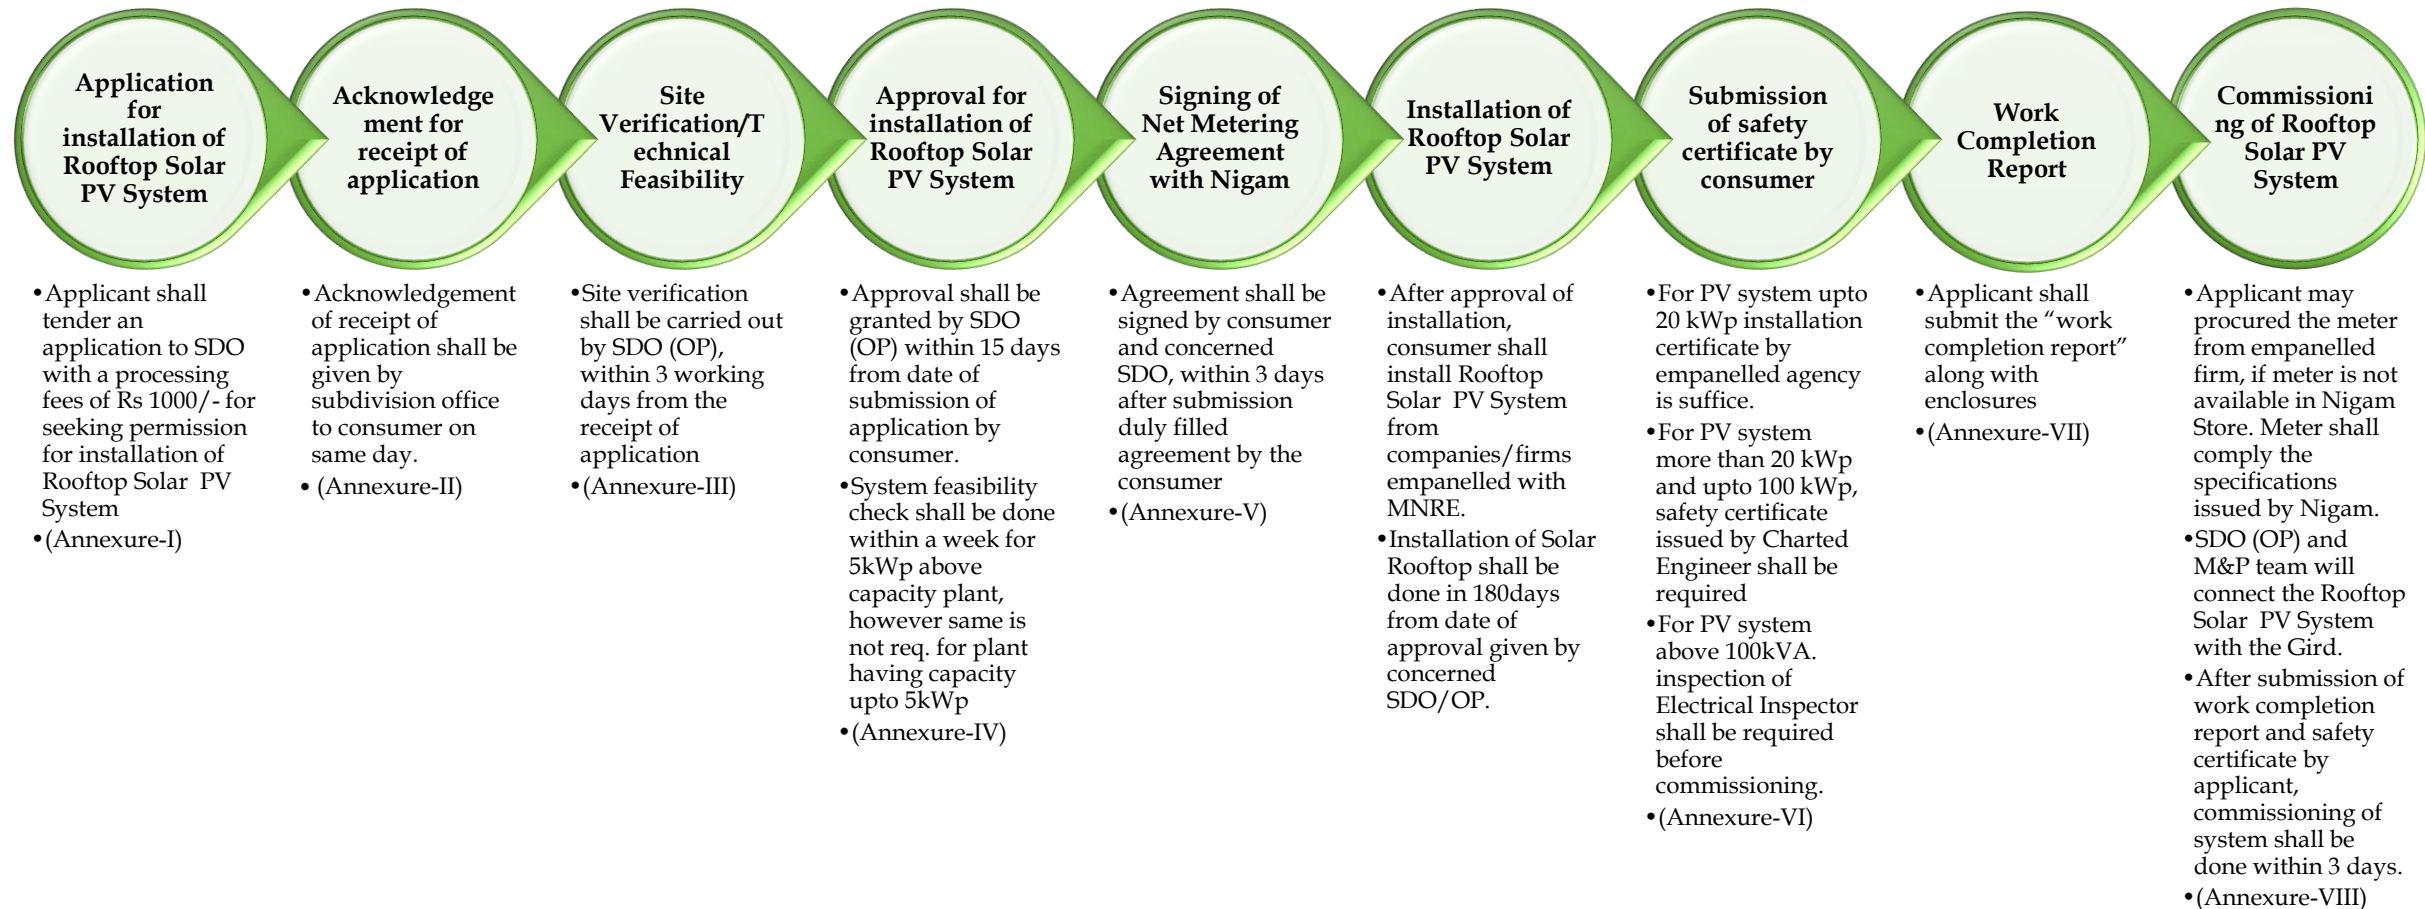 Application
for
installation of
Rooftop Solar
PV System
•Applicant shall
tender an
application to SDO
with a processing
fees of Rs 1000/- for
seeking permission
for installation of
Rooftop Solar PV
System
•(Annexure-I)
Acknowledge
ment for
receipt of
application
•Acknowledgement
of receipt of
application shall be
given by
subdivision office
to consumer on
same day.
• (Annexure-II)
Site
Verification/T
echnical
Feasibility
•Site verification
shall be carried out
by SDO (OP),
within 3 working
days from the
receipt of
application
•(Annexure-III)
Approval for
installation of
Rooftop Solar
PV System
•Approval shall be
granted by SDO
(OP) within 15 days
from date of
submission of
application by
consumer.
•System feasibility
check shall be done
within a week for
5kWp above
capacity plant,
however same is
not req. for plant
having capacity
upto 5kWp
•(Annexure-IV)
Signing of
Net Metering
Agreement
with Nigam
•Agreement shall be
signed by consumer
and concerned
SDO, within 3 days
after submission
duly filled
agreement by the
consumer
•(Annexure-V)
Installation of
Rooftop Solar
PV System
•After approval of
installation,
consumer shall
install Rooftop
Solar PV System
from
companies/firms
empanelled with
MNRE.
•Installation of Solar
Rooftop shall be
done in 180days
from date of
approval given by
concerned
SDO/OP.
Submission
of safety
certificate by
consumer
•For PV system upto
20 kWp installation
certificate by
empanelled agency
is suffice.
•For PV system
more than 20 kWp
and upto 100 kWp,
safety certificate
issued by Charted
Engineer shall be
required
•For PV system
above 100kVA.
inspection of
Electrical Inspector
shall be required
before
commissioning.
•(Annexure-VI)
Work
Completion
Report
•Applicant shall
submit the “work
completion report”
along with
enclosures
•(Annexure-VII)
Commissioni
ng of Rooftop
Solar PV
System
•Applicant may
procured the meter
from empanelled
firm, if meter is not
available in Nigam
Store. Meter shall
comply the
specifications
issued by Nigam.
•SDO (OP) and
M&P team will
connect the Rooftop
Solar PV System
with the Gird.
•After submission of
work completion
report and safety
certificate by
applicant,
commissioning of
system shall be
done within 3 days.
•(Annexure-VIII)